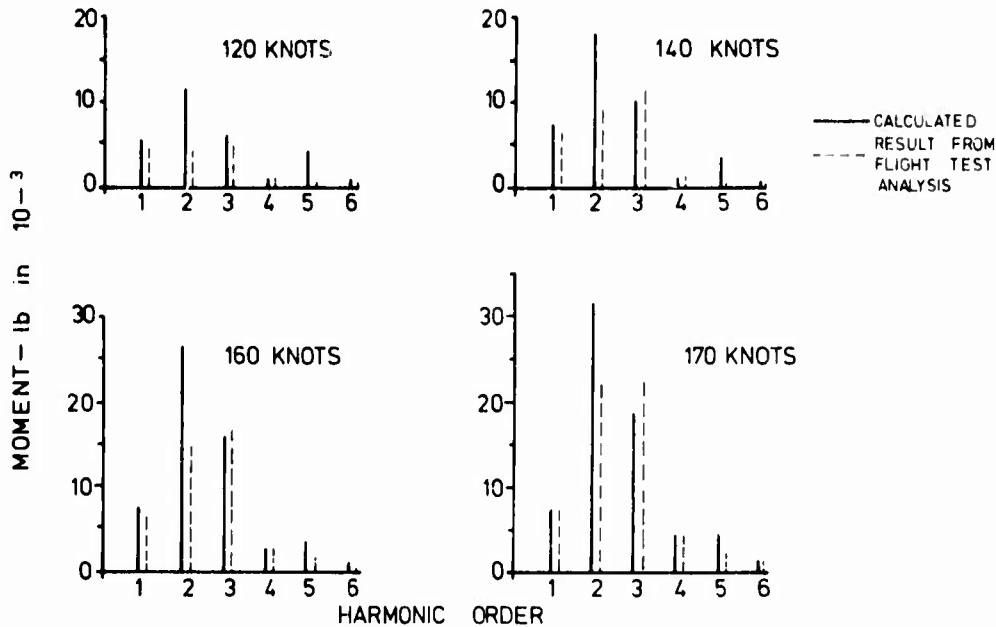 20
10
0
120 KNOTS
1 2 3 4 5 6
20
10
0
140 KNOTS
1 2 3 4 5 6
CALCULATED
RESULT FROM
FLIGHT TEST
ANALYSIS
MOMENT — lb in 10⁻³
30
20
10
0
160 KNOTS
1 2 3 4 5 6
30
20
10
0
170 KNOTS
1 2 3 4 5 6
HARMONIC ORDER